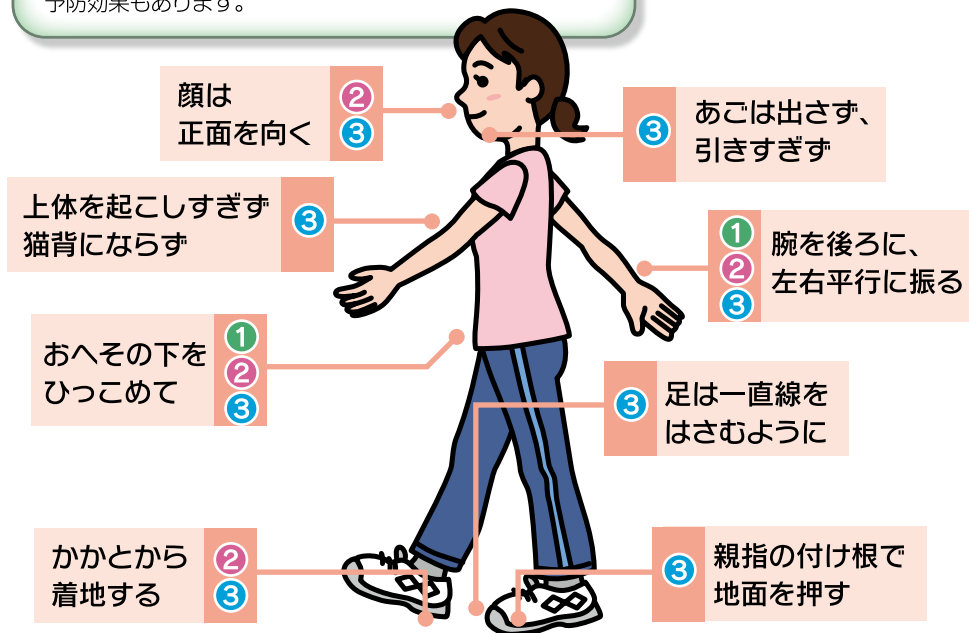 予防効果もあります。
顔は
正面を向く
2
3
3
あごは出さず、
引きすぎず
上体を起こしすぎず
猫背にならず
3
1
2
3
腕を後ろに、
左右平行に振る
おへその下を
ひっこめて
1
2
3
3
足は一直線を
はさむように
かかとから
着地する
2
3
3
親指の付け根で
地面を押す